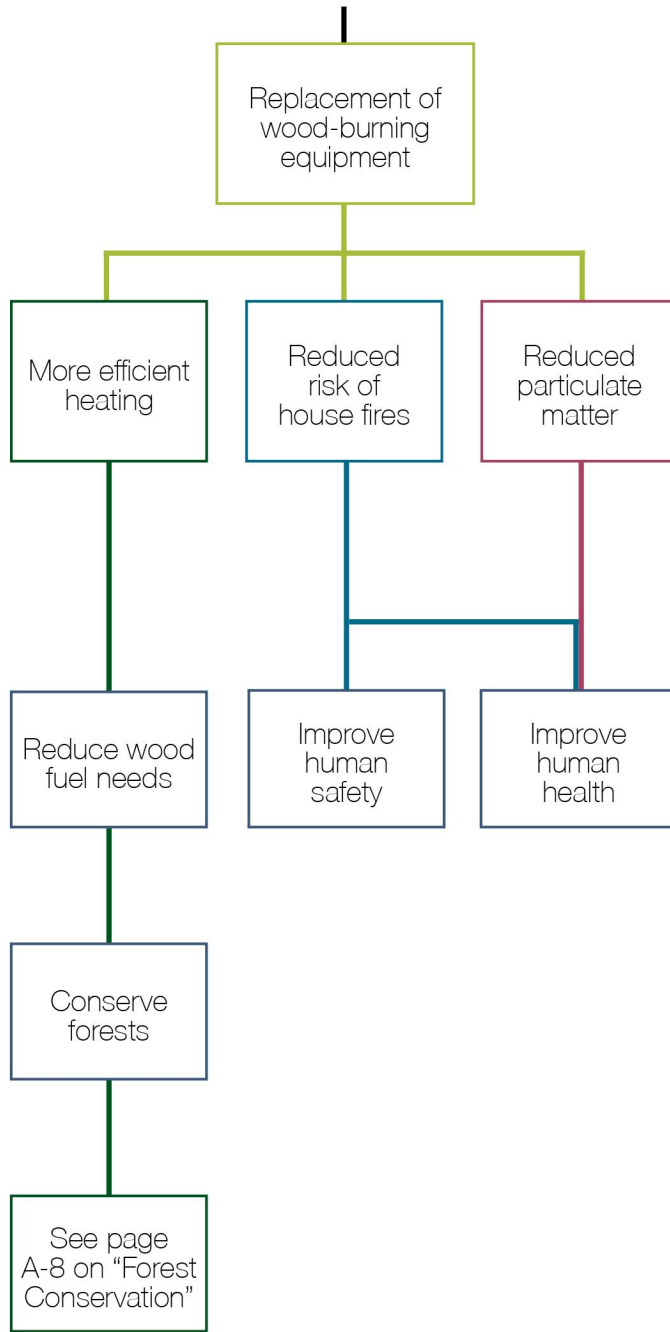 Replacement of
wood-burning
equipment
More efficient
heating
Reduced
risk of
house fires
Reduced
particulate
matter
Reduce wood
fuel needs
Improve
human
safety
Improve
human
health
Conserve
forests
See page
A-8 on “Forest
Conservation”